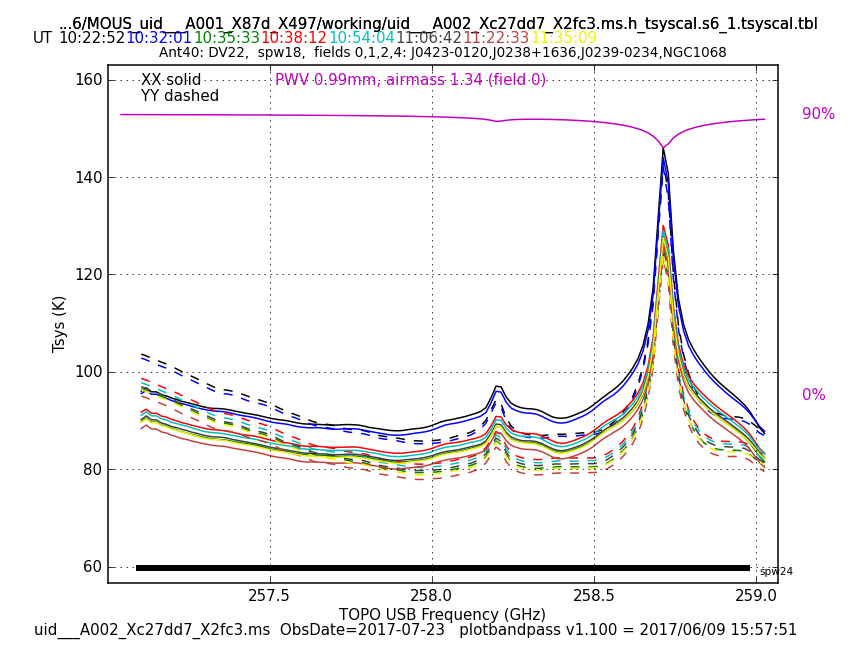 ...6/MOUS_uid___A001_X87d_X497/working/uid___A002_Xc27dd7_X2fc3.ms.h_tsyscal.s6_1.tsyscal.tbl
UT 10:22:52 10:32:01 10:35:33 10:38:12 10:54:04 11:06:42 11:22:33 11:35:09
Ant40: DV22, spw18, fields 0,1,2,4: J0423-0120,J0238+1636,J0239-0234,NGC1068
XX solid
YY dashed
PWV 0.99mm, airmass 1.34 (field 0)
90%
0%
160
140
120
100
80
60
Tsys (K)
spw24
257.5 258.0 258.5 259.0
TOPO USB Frequency (GHz)
uid___A002_Xc27dd7_X2fc3.ms ObsDate=2017-07-23 plotbandpass v1.100 = 2017/06/09 15:57:51